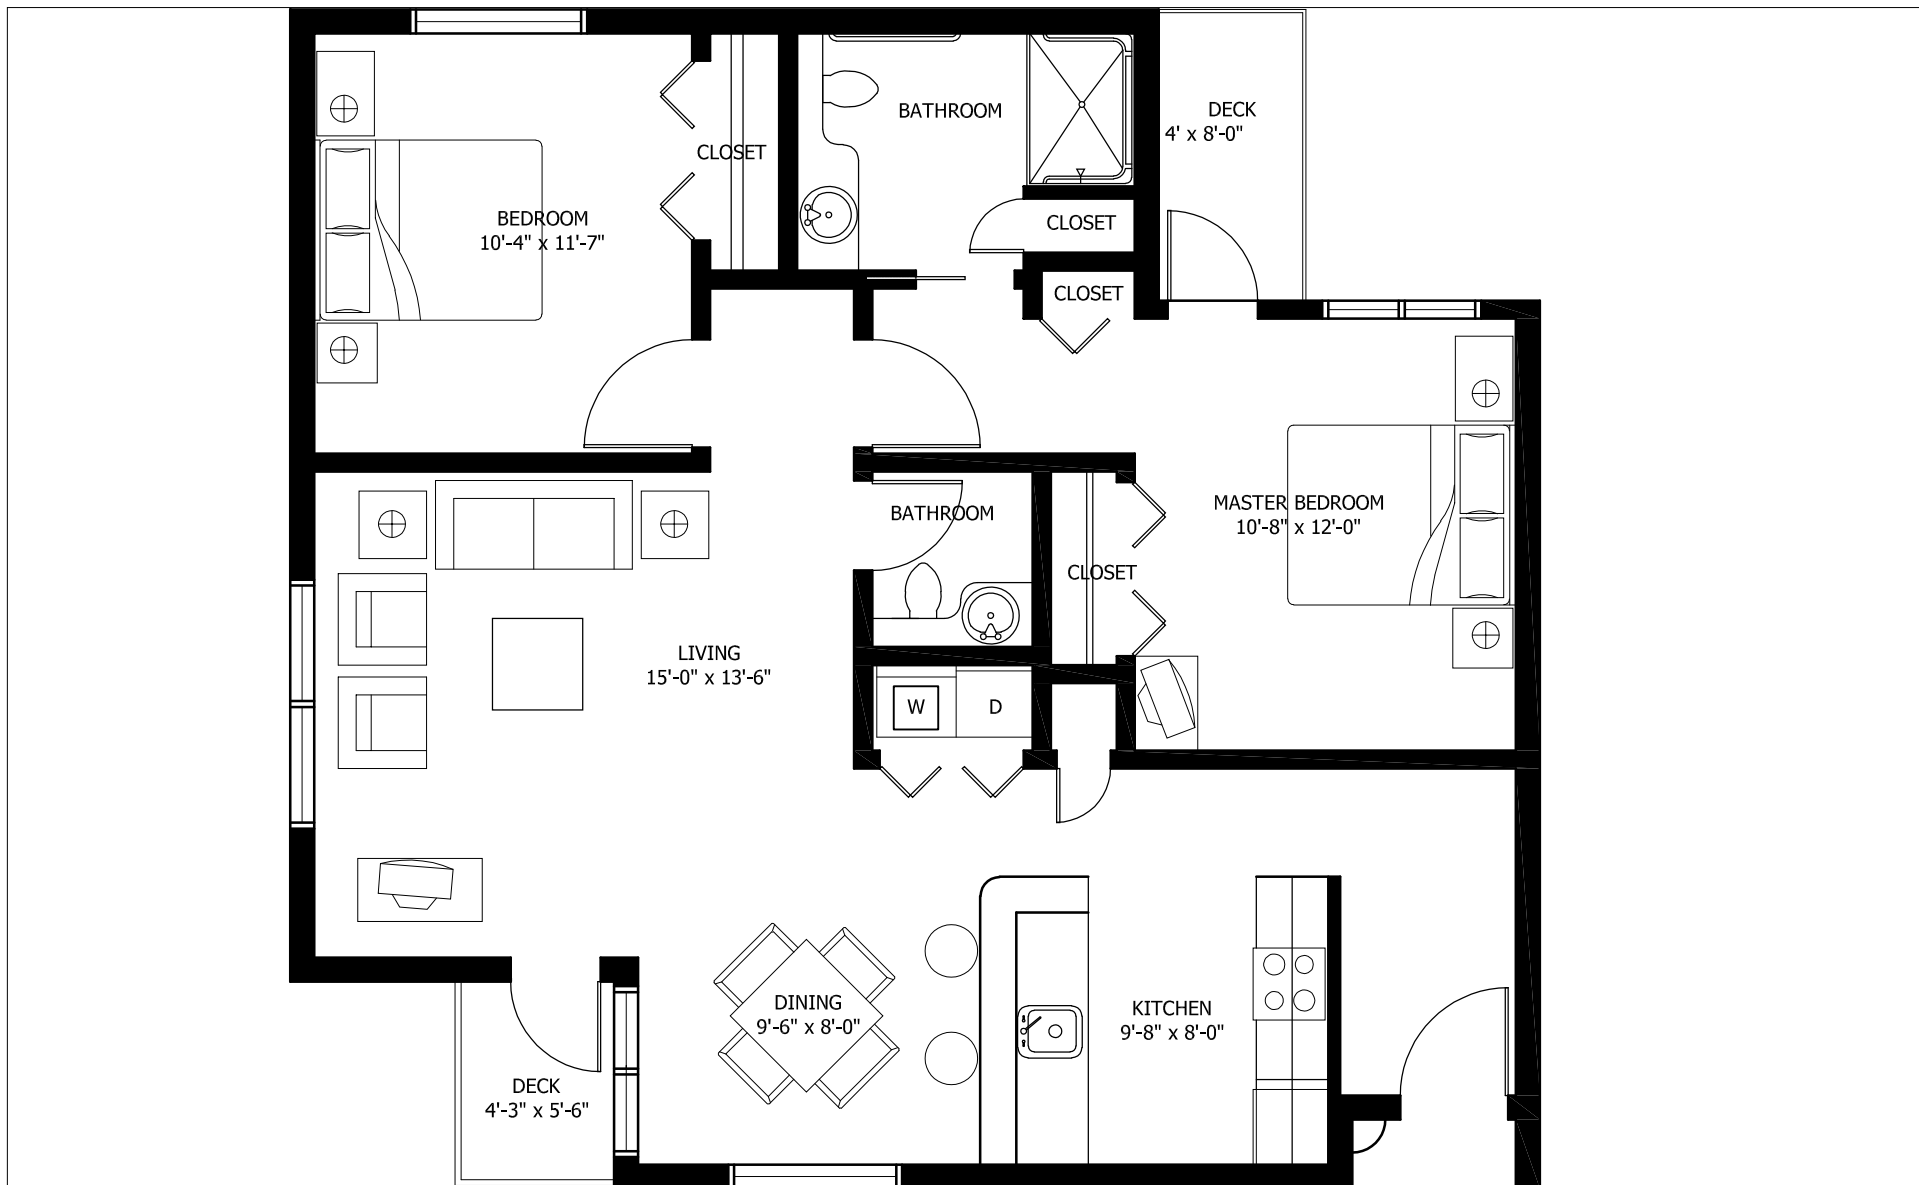 BATHROOM
DECK
4' x 8'-0"
CLOSET
BEDROOM
10'-4" x 11'-7"
CLOSET
CLOSET
MASTER BEDROOM
10'-8" x 12'-0"
BATHROOM
CLOSET
LIVING
15'-0" x 13'-6"
W
D
DINING
9'-6" x 8'-0"
KITCHEN
9'-8" x 8'-0"
DECK
4'-3" x 5'-6"